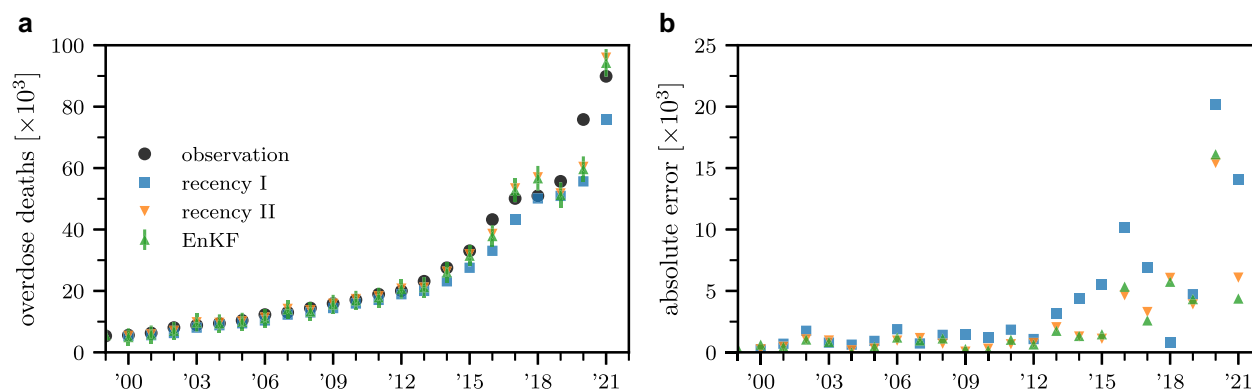 a
overdose deaths [×10³]
100
80
60
40
20
0
observation
recency I
recency II
EnKF
'00 '03 '06 '09 '12 '15 '18 '21
b
absolute error [×10³]
25
20
15
10
5
0
'00 '03 '06 '09 '12 '15 '18 '21